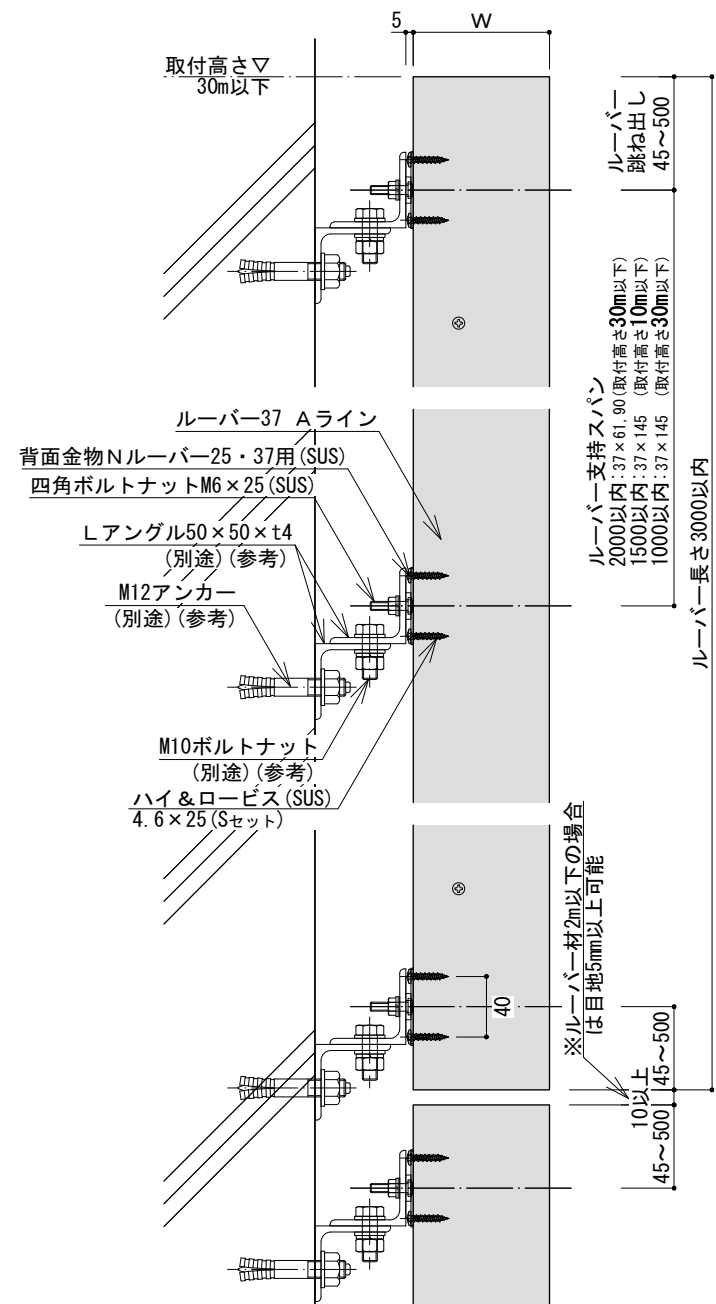 5
W
取付高さ▽
30m以下
ルーバー
跳ね出し
45～500
ルーバー支持スパン
2000以内:37×61,90(取付高さ30m以下)
1500以内:37×145 (取付高さ10m以下)
1000以内:37×145 (取付高さ30m以下)
ルーバー長さ3000以内
ルーバー37 Aライン
背面金物Nルーバー25・37用(SUS)
四角ボルトナットM6×25(SUS)
Lアングル50×50×t4
(別途)(参考)
M12アンカー
(別途)(参考)
M10ボルトナット
(別途)(参考)
ハイ&ロービス(SUS)
4.6×25(Sセット)
※ルーバー材2m以下の場合
は目地5mm以上可能
40
45～500
10以上
45～500